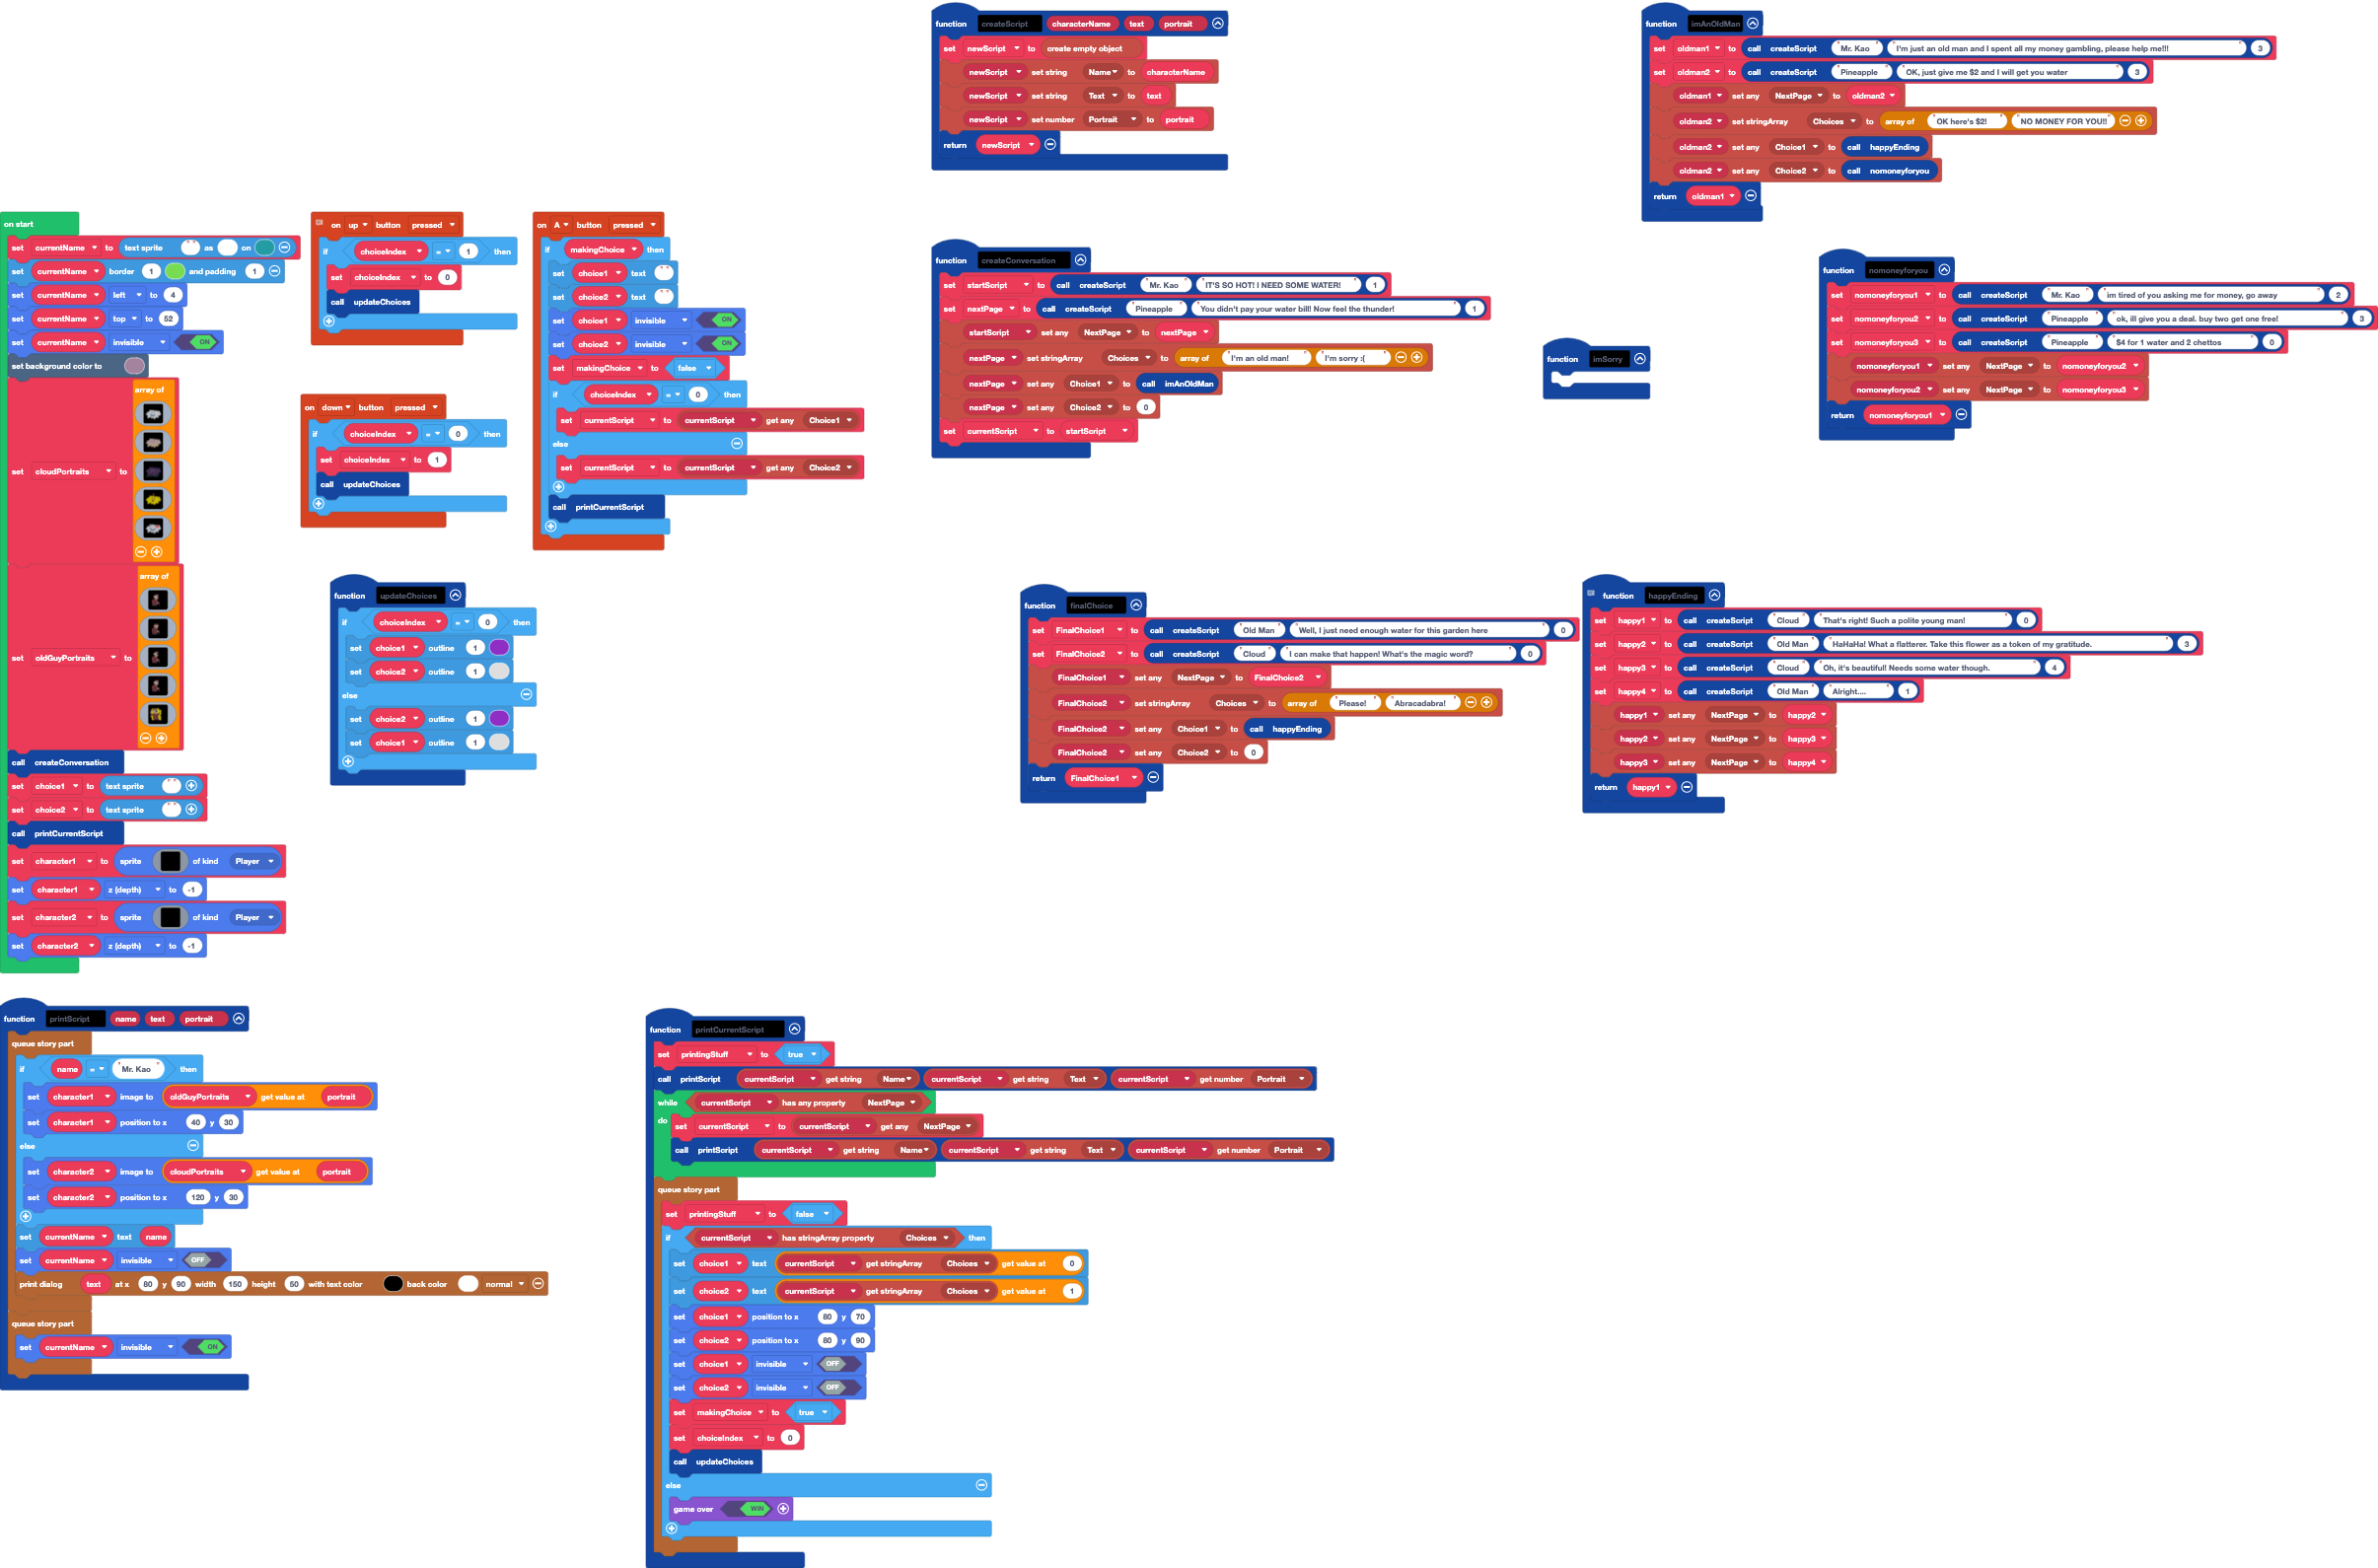 function createScript characterName text portrait
set newScript to create empty object
newScript set string Name to characterName
newScript set string Text to text
newScript set number Portrait to portrait
return newScript
function imAnOldMan
set oldman1 to call createScript "Mr. Kao" "I'm just an old man and I spent all my money gambling, please help me!!!" 3
set oldman2 to call createScript "Pineapple" "OK, just give me $2 and I will get you water" 3
oldman1 set any NextPage to oldman2
oldman2 set stringArray Choices to array of "OK here's $2!" "NO MONEY FOR YOU!!"
oldman2 set any Choice1 to call happyEnding
oldman2 set any Choice2 to call nomoneyforyou
return oldman1
on start
set currentName to text sprite " " as on
set currentName border 1 and padding 1
set currentName left to 4
set currentName top to 52
set currentName invisible ON
set background color to
set cloudPortraits to array of
set oldGuyPortraits to array of
call createConversation
set choice1 to text sprite " "
set choice2 to text sprite " "
call printCurrentScript
set character1 to sprite of kind Player
set character1 z (depth) to -1
set character2 to sprite of kind Player
set character2 z (depth) to -1
on up button pressed
if choiceIndex = 1 then
set choiceIndex to 0
call updateChoices
on down button pressed
if choiceIndex = 0 then
set choiceIndex to 1
call updateChoices
on A button pressed
if makingChoice then
set choice1 text " "
set choice2 text " "
set choice1 invisible ON
set choice2 invisible ON
set makingChoice to false
if choiceIndex = 0 then
set currentScript to currentScript get any Choice1
else
set currentScript to currentScript get any Choice2
call printCurrentScript
function updateChoices
if choiceIndex = 0 then
set choice1 outline 1
set choice2 outline 1
else
set choice2 outline 1
set choice1 outline 1
function createConversation
set startScript to call createScript "Mr. Kao" "IT'S SO HOT! I NEED SOME WATER!" 1
set nextPage to call createScript "Pineapple" "You didn't pay your water bill! Now feel the thunder!" 1
startScript set any NextPage to nextPage
nextPage set stringArray Choices to array of "I'm an old man!" "I'm sorry :("
nextPage set any Choice1 to call imAnOldMan
nextPage set any Choice2 to 0
set currentScript to startScript
function imSorry
function nomoneyforyou
set nomoneyforyou1 to call createScript "Mr. Kao" "im tired of you asking me for money, go away" 2
set nomoneyforyou2 to call createScript "Pineapple" "ok, ill give you a deal. buy two get one free!" 3
set nomoneyforyou3 to call createScript "Pineapple" "$4 for 1 water and 2 chettos" 0
nomoneyforyou1 set any NextPage to nomoneyforyou2
nomoneyforyou2 set any NextPage to nomoneyforyou3
return nomoneyforyou1
function finalChoice
set FinalChoice1 to call createScript "Old Man" "Well, I just need enough water for this garden here" 0
set FinalChoice2 to call createScript "Cloud" "I can make that happen! What's the magic word?" 0
FinalChoice1 set any NextPage to FinalChoice2
FinalChoice2 set stringArray Choices to array of "Please!" "Abracadabra!"
FinalChoice2 set any Choice1 to call happyEnding
FinalChoice2 set any Choice2 to 0
return FinalChoice1
function happyEnding
set happy1 to call createScript "Cloud" "That's right! Such a polite young man!" 0
set happy2 to call createScript "Old Man" "HaHaHa! What a flatterer. Take this flower as a token of my gratitude." 3
set happy3 to call createScript "Cloud" "Oh, it's beautiful! Needs some water though." 4
set happy4 to call createScript "Old Man" "Alright...." 1
happy1 set any NextPage to happy2
happy2 set any NextPage to happy3
happy3 set any NextPage to happy4
return happy1
function printScript name text portrait
queue story part
if name = "Mr. Kao" then
set character1 image to oldGuyPortraits get value at portrait
set character1 position to x 40 y 30
else
set character2 image to cloudPortraits get value at portrait
set character2 position to x 120 y 30
set currentName text name
set currentName invisible OFF
print dialog text at x 80 y 90 width 150 height 50 with text color back color normal
queue story part
set currentName invisible ON
function printCurrentScript
set printingStuff to true
call printScript currentScript get string Name currentScript get string Text currentScript get number Portrait
while currentScript has any property NextPage
do set currentScript to currentScript get any NextPage
call printScript currentScript get string Name currentScript get string Text currentScript get number Portrait
queue story part
set printingStuff to false
if currentScript has stringArray property Choices then
set choice1 text currentScript get stringArray Choices get value at 0
set choice2 text currentScript get stringArray Choices get value at 1
set choice1 position to x 80 y 70
set choice2 position to x 80 y 90
set choice1 invisible OFF
set choice2 invisible OFF
set makingChoice to true
set choiceIndex to 0
call updateChoices
else
game over WIN